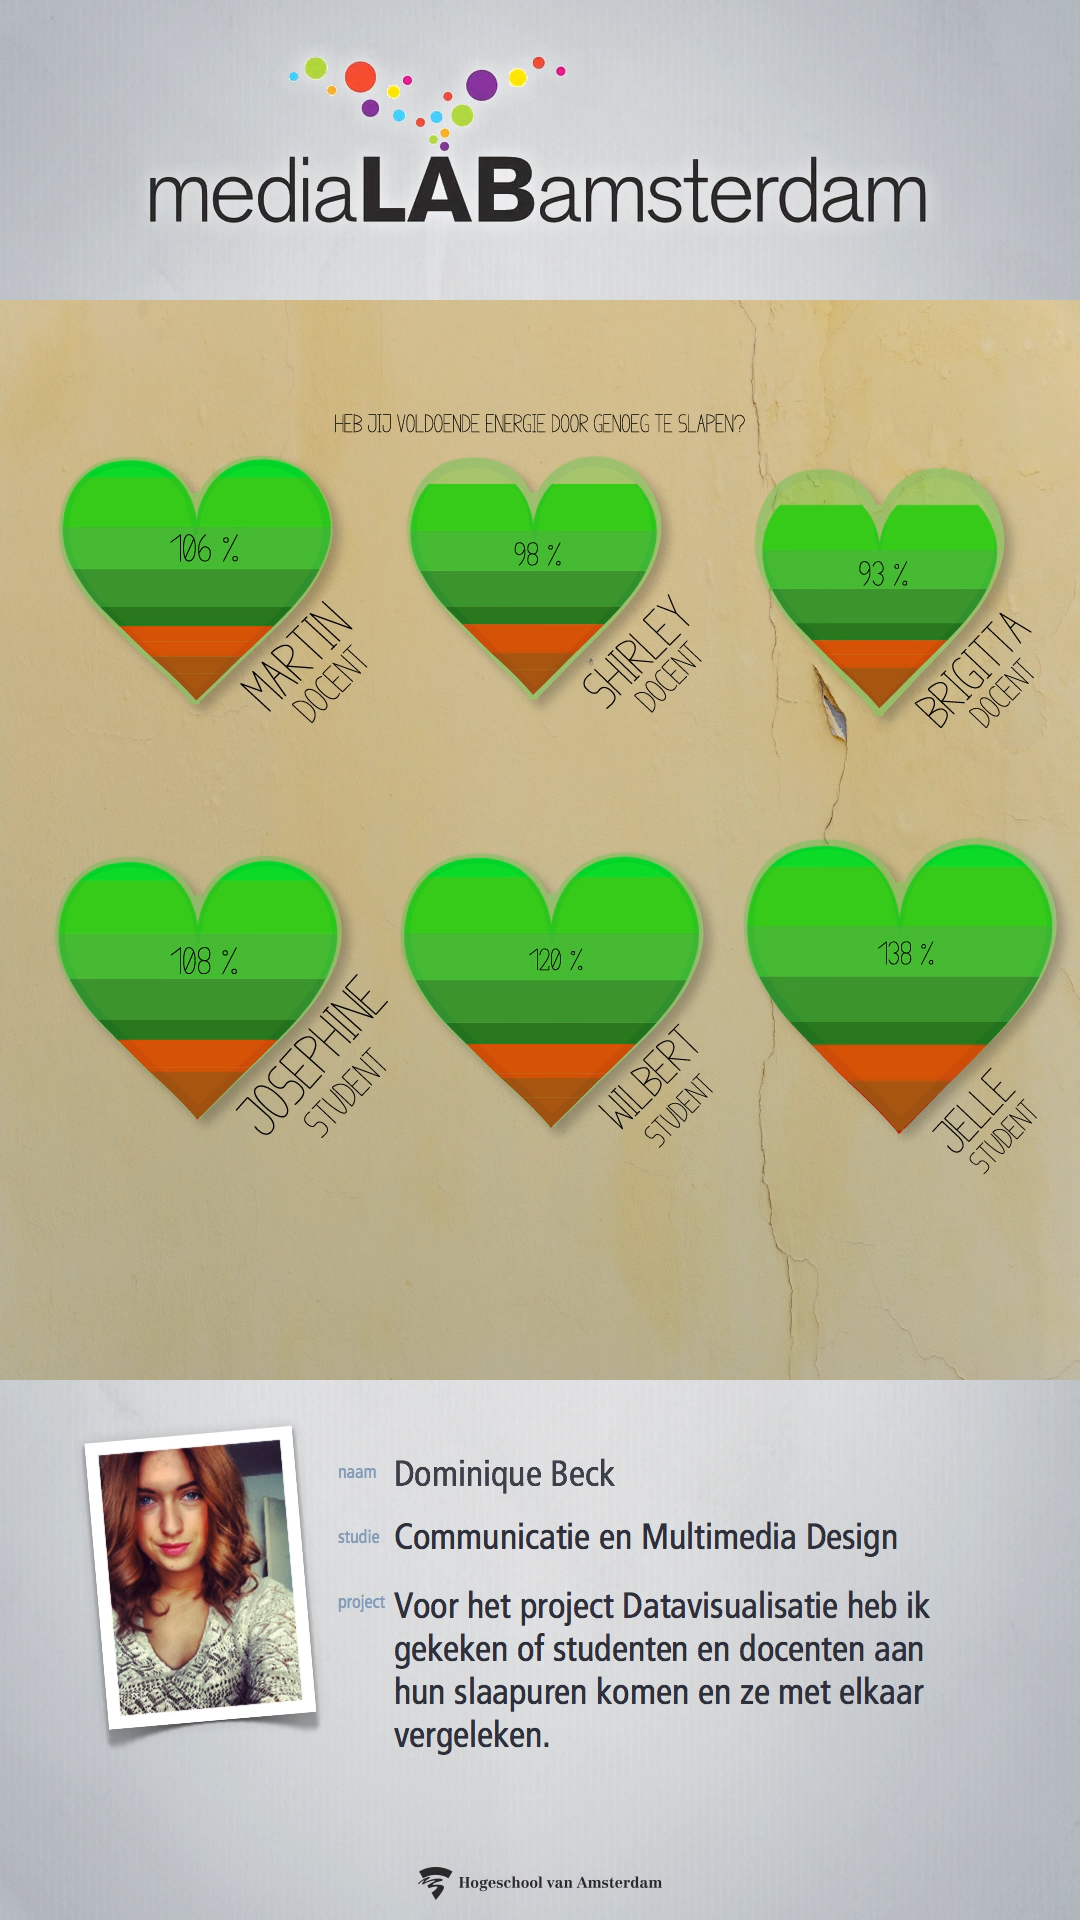 mediaLABamsterdam
HEB JIJ VOLDOENDE ENERGIE DOOR GENOEG TE SLAPEN?
106 %
MARTIN
DOCENT
98 %
SHIRLEY
DOCENT
93 %
BRIGITTA
DOCENT
108 %
JOSEPHINE
STUDENT
120 %
WILBERT
STUDENT
138 %
JELLE
STUDENT
naam Dominique Beck
studie Communicatie en Multimedia Design
project Voor het project Datavisualisatie heb ik
gekeken of studenten en docenten aan
hun slaapuren komen en ze met elkaar
vergeleken.
Hogeschool van Amsterdam